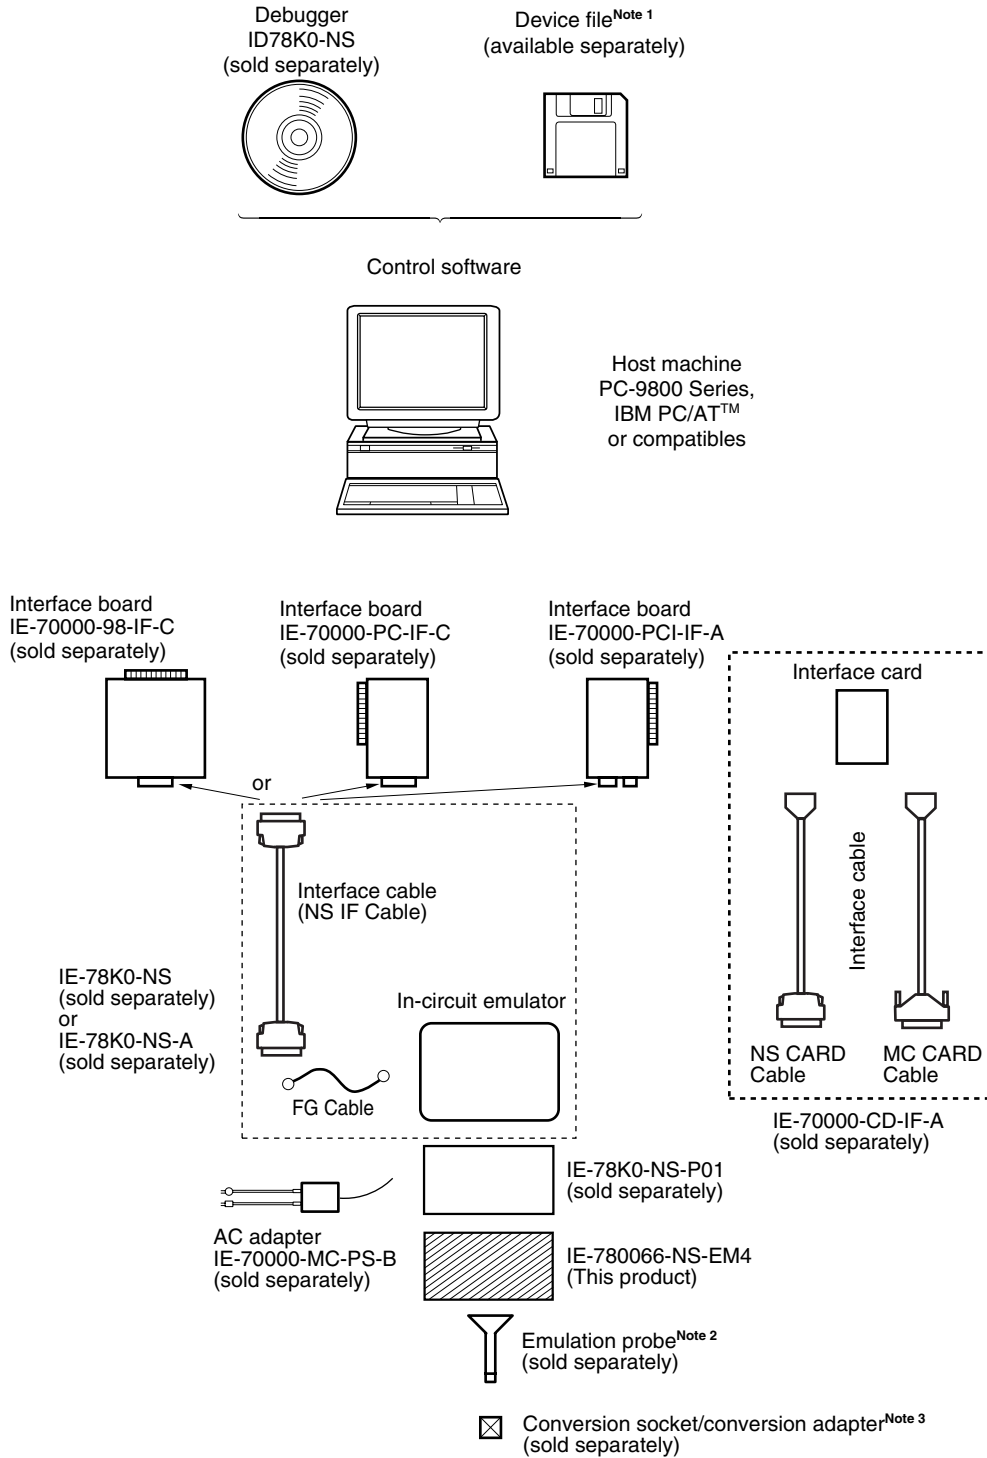 Debugger
ID78K0-NS
(sold separately)
Device fileNote 1
(available separately)
Control software
Host machine
PC-9800 Series,
IBM PC/AT™
or compatibles
Interface board
IE-70000-98-IF-C
(sold separately)
Interface board
IE-70000-PC-IF-C
(sold separately)
Interface board
IE-70000-PCI-IF-A
(sold separately)
Interface card
or
Interface cable
(NS IF Cable)
Interface cable
IE-78K0-NS
(sold separately)
or
IE-78K0-NS-A
(sold separately)
In-circuit emulator
FG Cable
NS CARD
Cable
MC CARD
Cable
IE-70000-CD-IF-A
(sold separately)
IE-78K0-NS-P01
(sold separately)
AC adapter
IE-70000-MC-PS-B
(sold separately)
IE-780066-NS-EM4
(This product)
Emulation probeNote 2
(sold separately)
Conversion socket/conversion adapterNote 3
(sold separately)